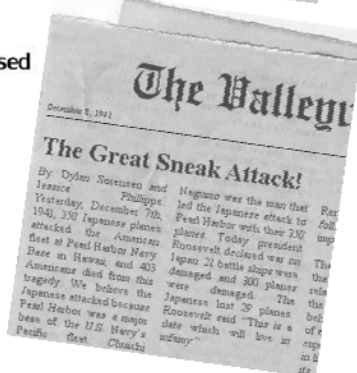 sed
The Valley
December 8, 1941
The Great Sneak Attack!
By Dylan Sorensen and
Jessica Phillippe.
Yesterday, December 7th,
1941, 350 Japanese planes
attacked the American
fleet at Pearl Harbor Navy
Base in Hawaii, and 403
Americans died from this
tragedy. We believe the
Japanese attacked because
Pearl Harbor was a major
base of the U.S. Navy's
Pacific fleet. Chuichi
Nagumo was the man that
led the Japanese attack to
Pearl Harbor with their 350
planes. Today president
Roosevelt declared war on
Japan. 21 battle ships were
damaged and 300 planes
were damaged. The
Japanese lost 29 planes.
Roosevelt said "This is a
date which will live in
infamy."
The
its